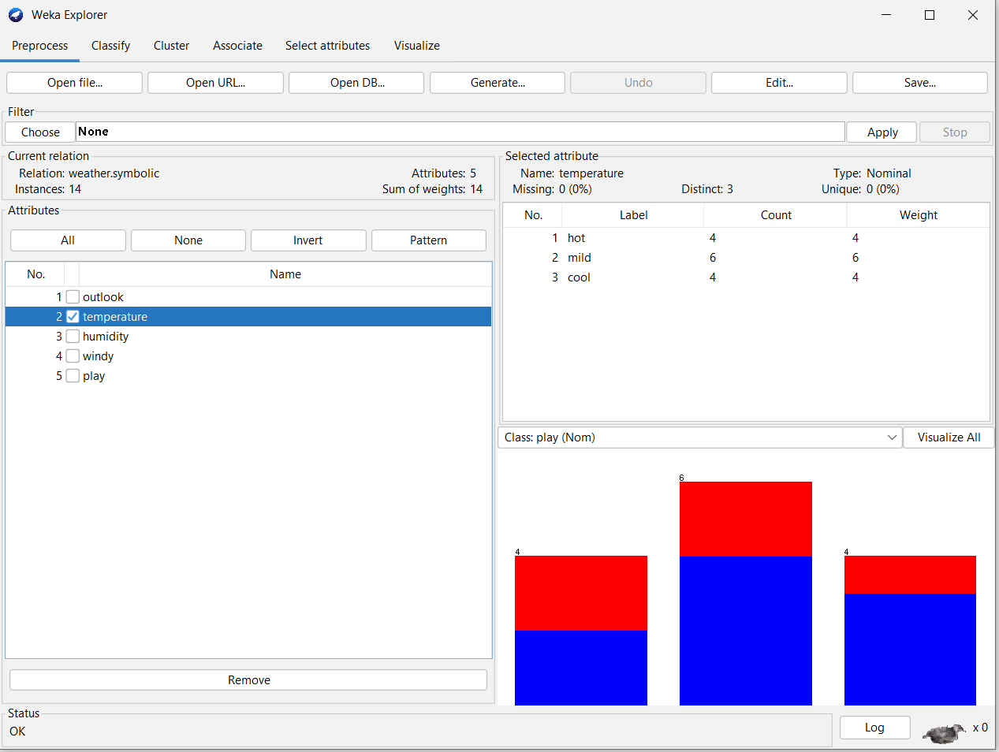 Weka Explorer
Preprocess Classify Cluster Associate Select attributes Visualize
Open file... Open URL... Open DB... Generate... Undo Edit... Save...
Filter
Choose None Apply Stop
Current relation
Relation: weather.symbolic Attributes: 5
Instances: 14 Sum of weights: 14
Attributes
All None Invert Pattern
No. Name
1 outlook
2 temperature
3 humidity
4 windy
5 play
Remove
Selected attribute
Name: temperature Type: Nominal
Missing: 0 (0%) Distinct: 3 Unique: 0 (0%)
No. Label Count Weight
1 hot 4 4
2 mild 6 6
3 cool 4 4
Class: play (Nom) Visualize All
4 6 4
Status
OK
Log x 0